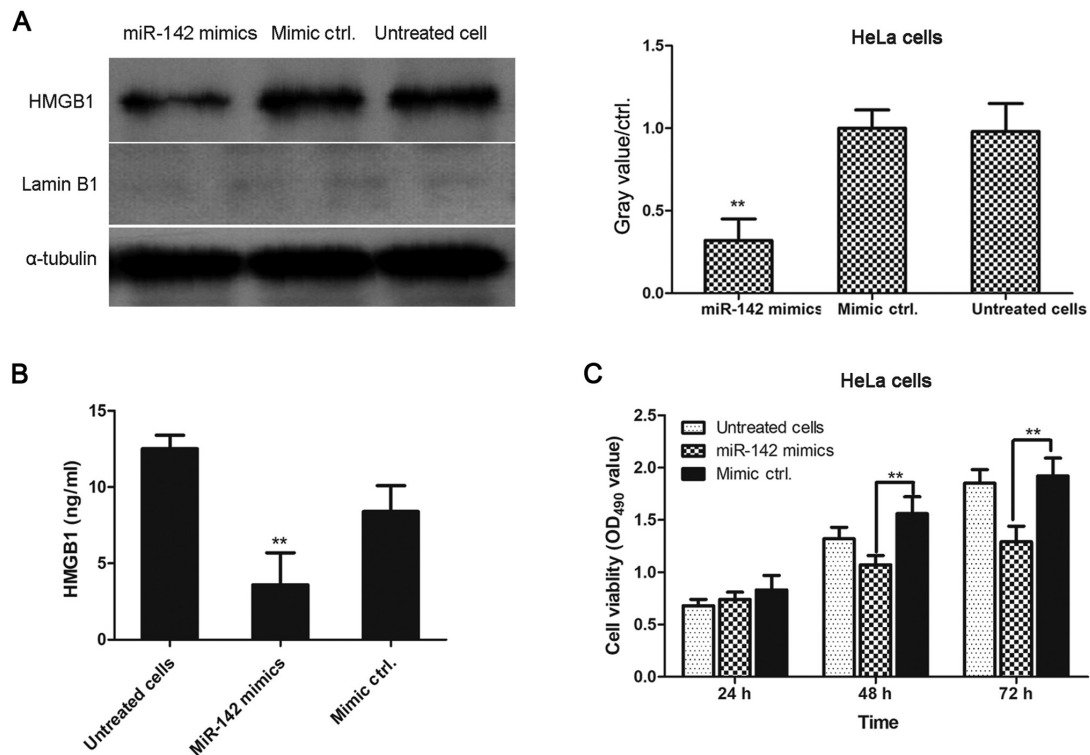 A
miR-142 mimics Mimic ctrl. Untreated cell
HMGB1
Lamin B1
α-tubulin
HeLa cells
Gray value/ctrl.
1.5
1.0
0.5
0.0
**
miR-142 mimics Mimic ctrl. Untreated cells
B
HMGB1 (ng/ml)
15
10
5
0
**
Untreated cells
MiR-142 mimics
Mimic ctrl.
C
HeLa cells
Cell viablity (OD490 value)
2.5
2.0
1.5
1.0
0.5
0.0
Untreated cells
miR-142 mimics
Mimic ctrl.
**
**
24 h 48 h 72 h
Time